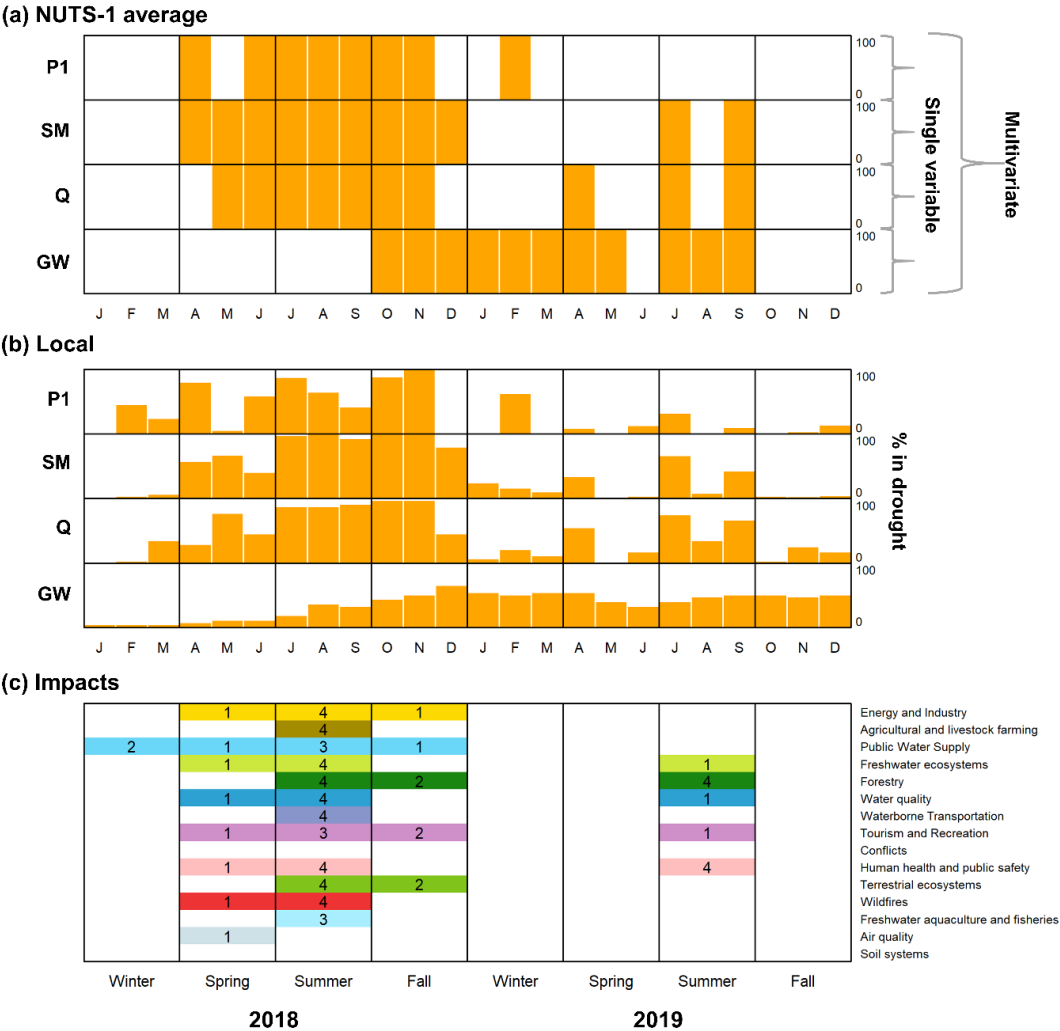 (a) NUTS-1 average
P1
100
0
SM
100
0
Q
100
0
GW
100
0
Single variable
Multivariate
J F M A M J J A S O N D J F M A M J J A S O N D
(b) Local
P1
100
0
SM
100
0
Q
100
0
GW
100
0
% in drought
J F M A M J J A S O N D J F M A M J J A S O N D
(c) Impacts
1 4 1 Energy and Industry
4 Agricultural and livestock farming
2 1 3 1 Public Water Supply
1 4 1 Freshwater ecosystems
4 2 4 Forestry
1 4 1 Water quality
4 Waterborne Transportation
1 3 2 1 Tourism and Recreation
Conflicts
1 4 4 Human health and public safety
4 2 Terrestrial ecosystems
1 4 Wildfires
3 Freshwater aquaculture and fisheries
1 Air quality
Soil systems
Winter Spring Summer Fall Winter Spring Summer Fall
2018 2019